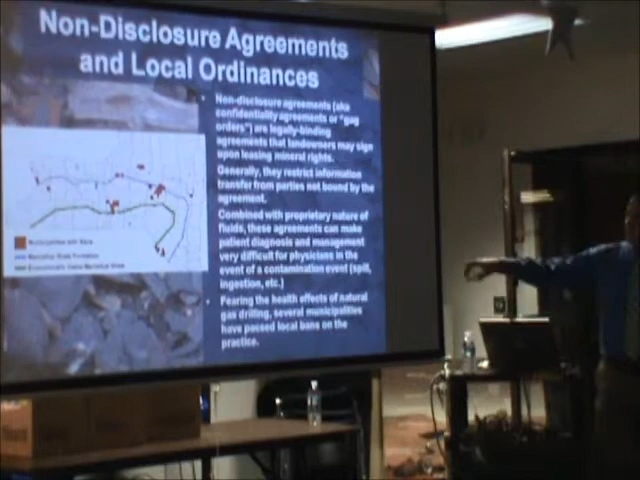 Non-Disclosure Agreements
and Local Ordinances
Non-disclosure agreements (aka
confidentiality agreements or "gag
orders") are legally-binding
agreements that landowners may sign
upon leasing mineral rights.
Generally, they restrict information
transfer from parties not bound by the
agreement.
Combined with proprietary nature of
fluids, these agreements can make
patient diagnosis and management
very difficult for physicians in the
event of a contamination event (spill,
ingestion, etc.)
Fearing the health effects of natural
gas drilling, several municipalities
have passed local bans on the
practice.